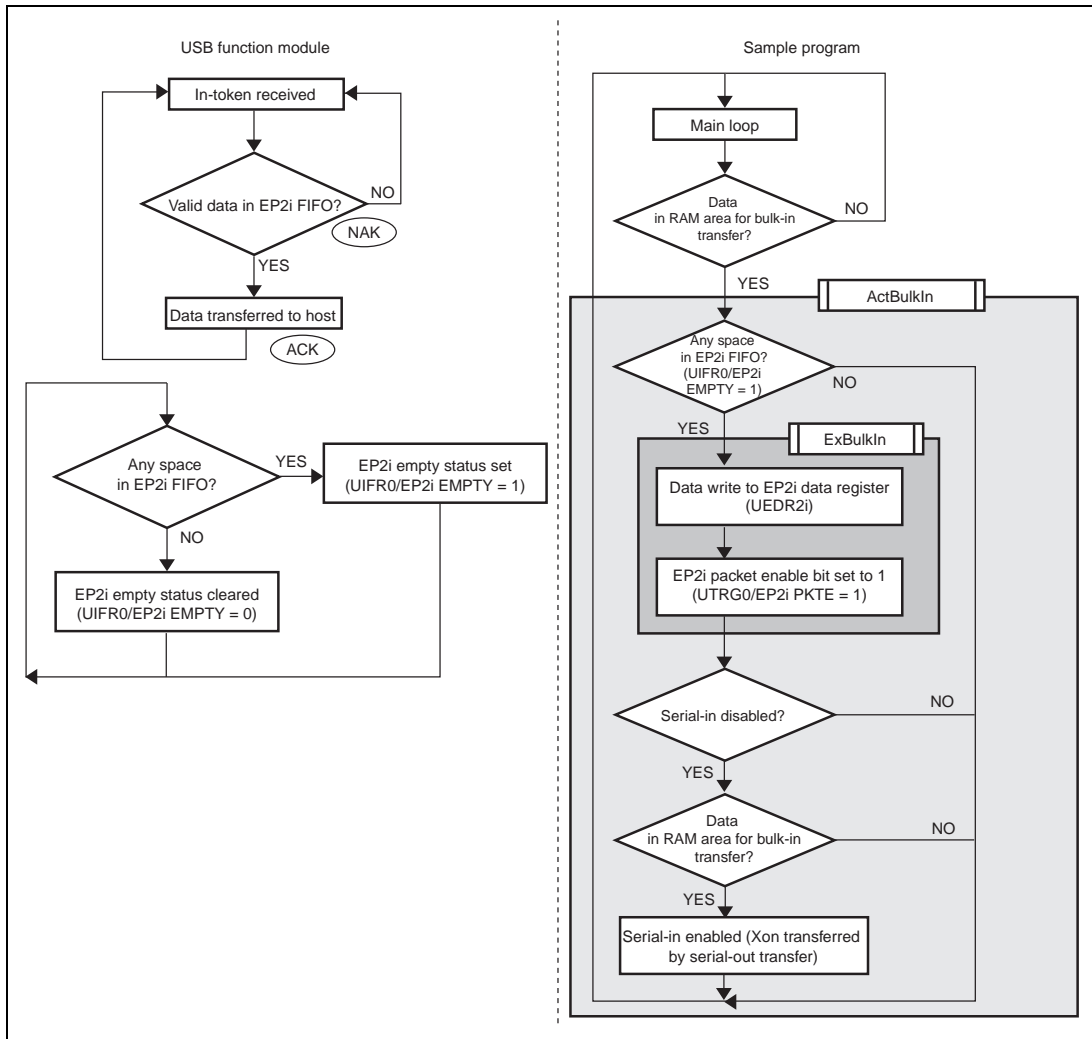 USB function module
In-token received
Valid data in EP2i FIFO?
NO
NAK
YES
Data transferred to host
ACK
Any space
in EP2i FIFO?
YES
EP2i empty status set
(UIFR0/EP2i EMPTY = 1)
NO
EP2i empty status cleared
(UIFR0/EP2i EMPTY = 0)
Sample program
Main loop
Data
in RAM area for bulk-in
transfer?
NO
YES
ActBulkIn
Any space
in EP2i FIFO?
(UIFR0/EP2i
EMPTY = 1)
NO
YES
ExBulkIn
Data write to EP2i data register
(UEDR2i)
EP2i packet enable bit set to 1
(UTRG0/EP2i PKTE = 1)
Serial-in disabled?
NO
YES
Data
in RAM area for bulk-in
transfer?
NO
YES
Serial-in enabled (Xon transferred
by serial-out transfer)